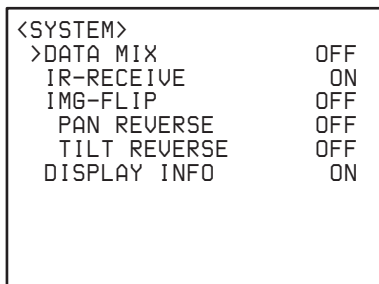 <SYSTEM>
>DATA MIX OFF
IR-RECEIVE ON
IMG-FLIP OFF
PAN REVERSE OFF
TILT REVERSE OFF
DISPLAY INFO ON